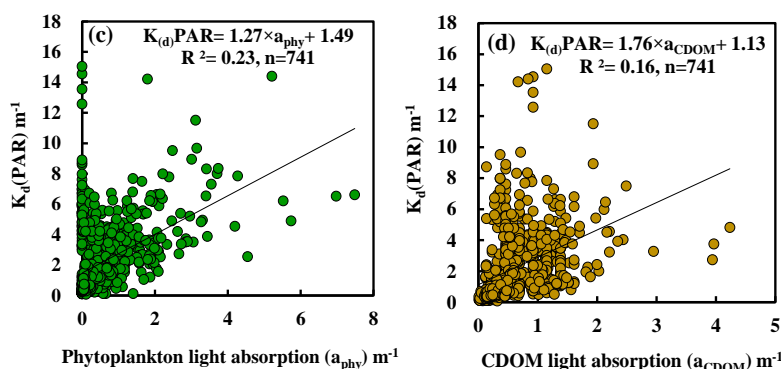 (c)
K(d)PAR= 1.27×aphy+ 1.49
R ²= 0.23, n=741
18
16
14
12
10
8
6
4
2
0
Kd(PAR) m-1
0 2 4 6 8
Phytoplankton light absorption (aphy) m-1
(d)
K(d)PAR= 1.76×aCDOM+ 1.13
R ²= 0.16, n=741
18
16
14
12
10
8
6
4
2
0
Kd(PAR) m-1
0 1 2 3 4 5
CDOM light absorption (aCDOM) m-1